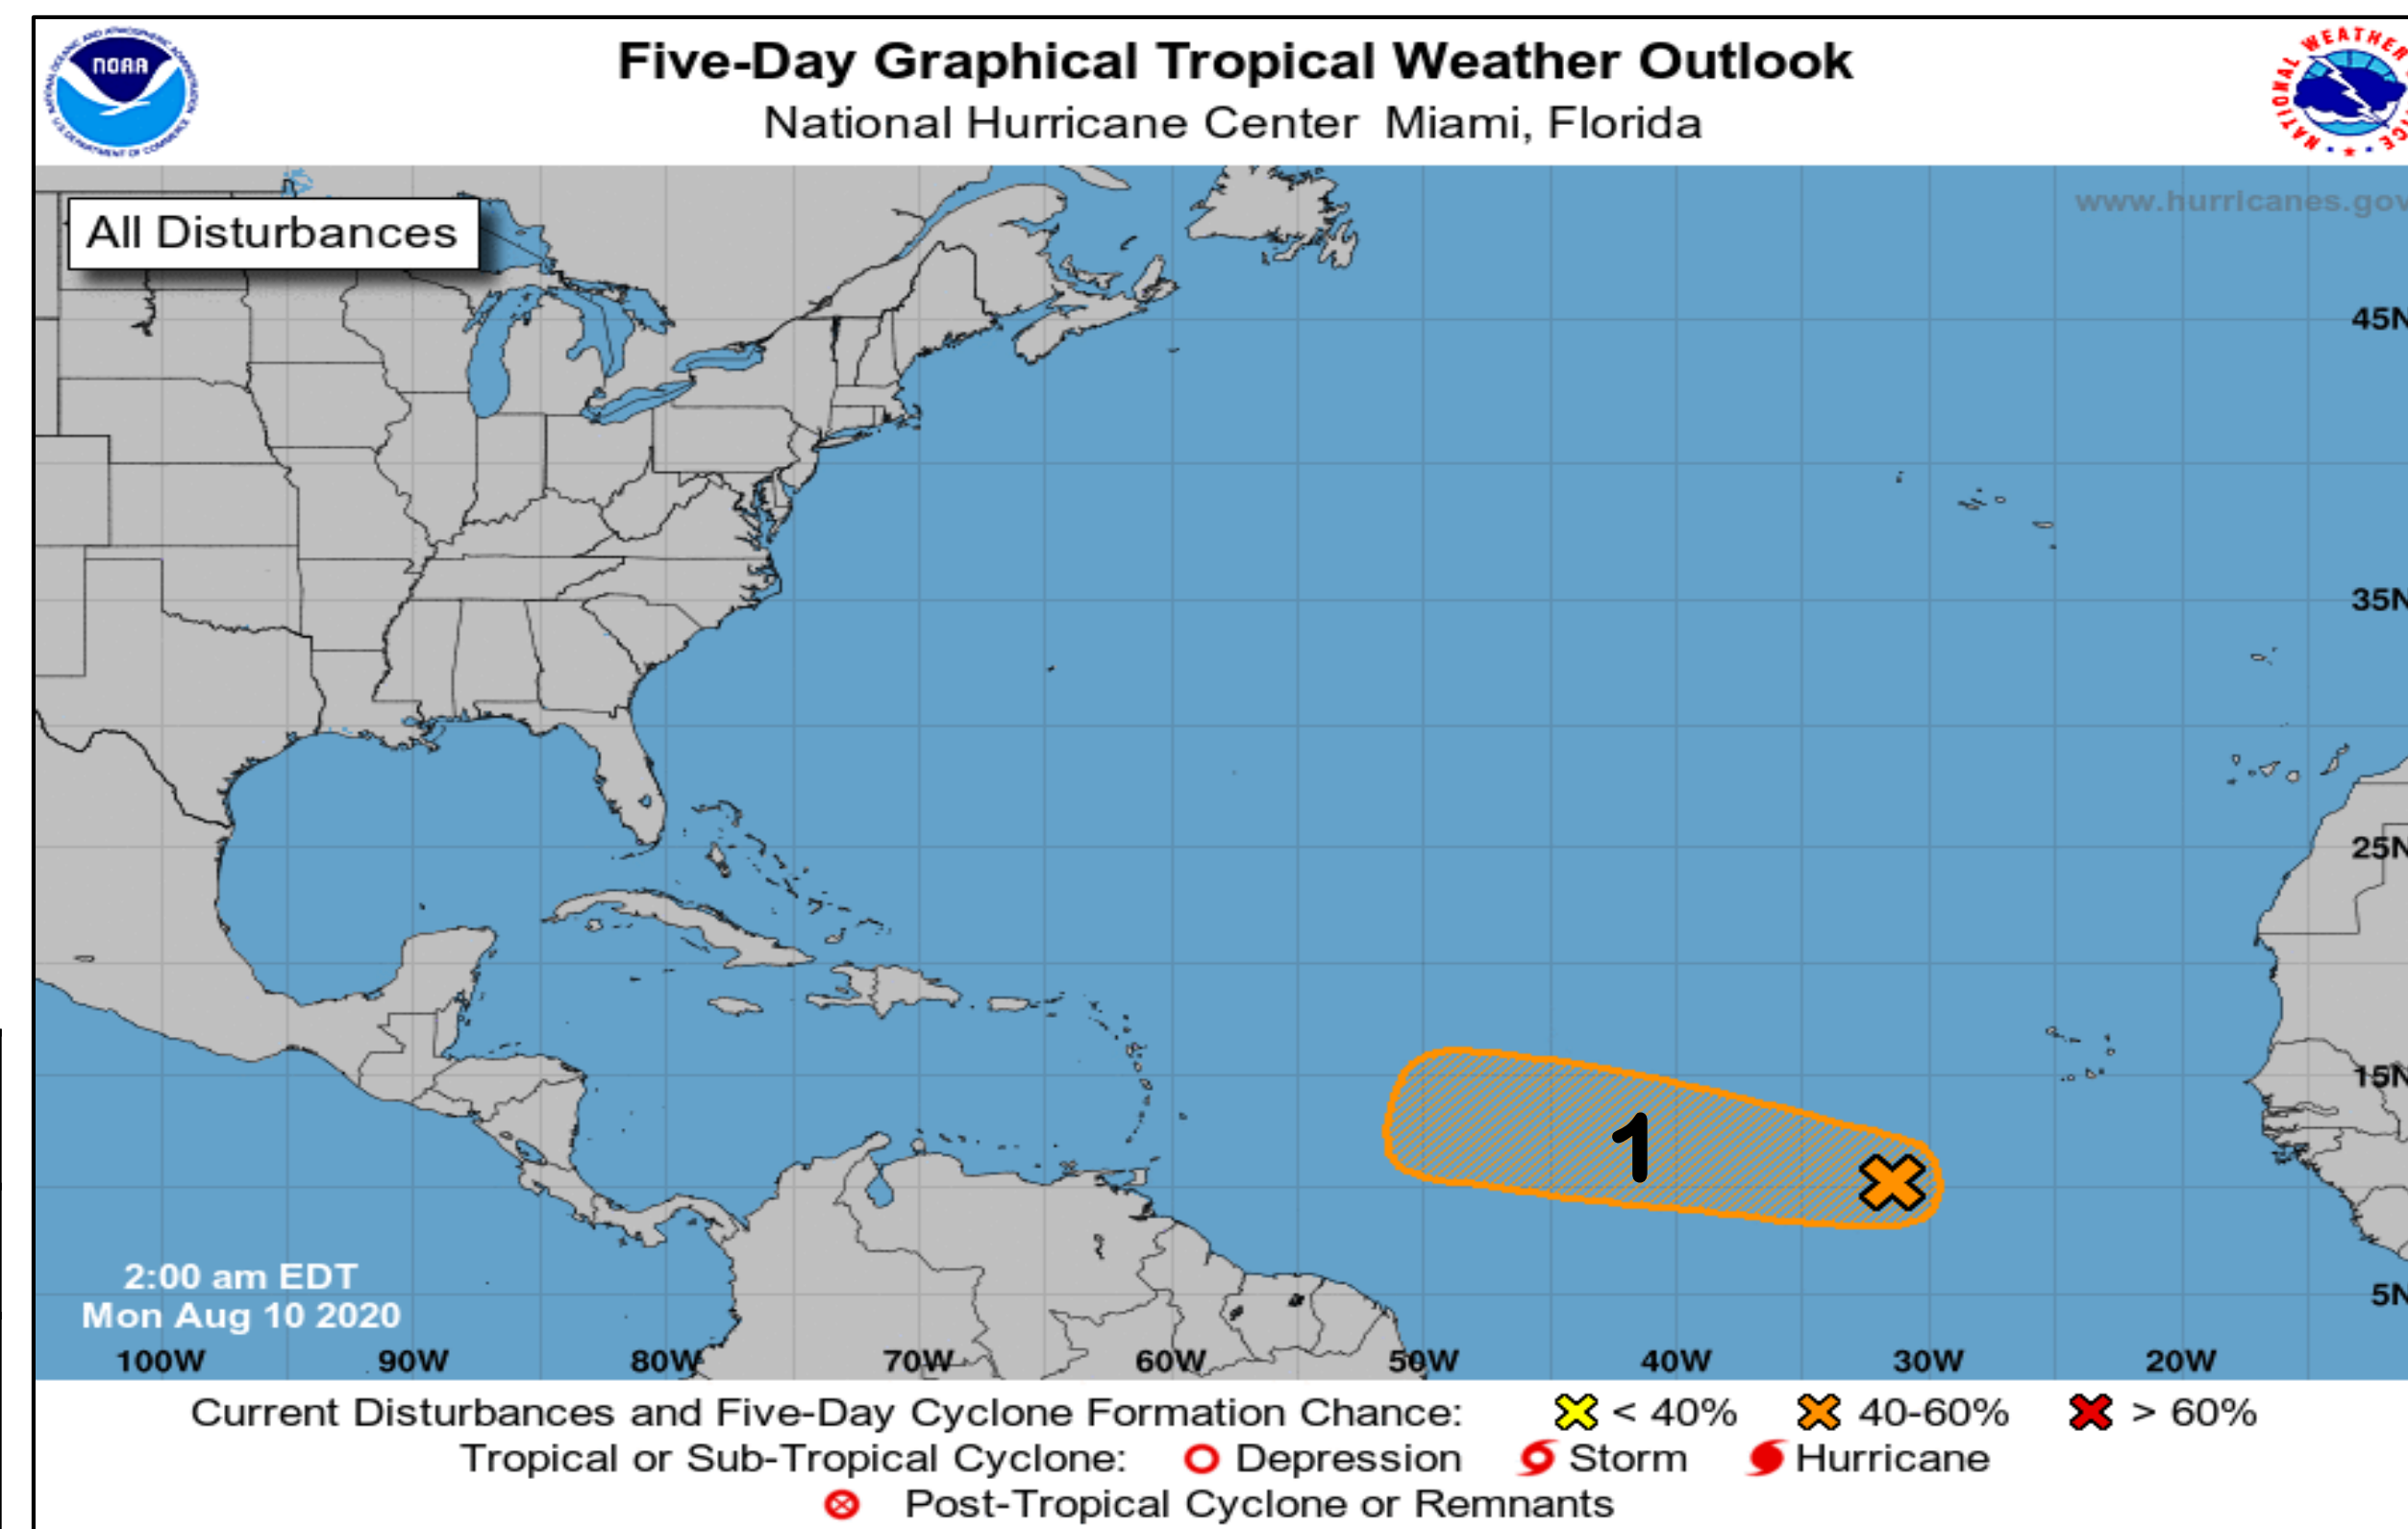 NOAA
Five-Day Graphical Tropical Weather Outlook
National Hurricane Center Miami, Florida
NATIONAL WEATHER
All Disturbances
www.hurricanes.gov
45N
35N
25N
15N
5N
1
2:00 am EDT
Mon Aug 10 2020
100W 90W 80W 70W 60W 50W 40W 30W 20W
Current Disturbances and Five-Day Cyclone Formation Chance: < 40% 40-60% > 60%
Tropical or Sub-Tropical Cyclone: Depression Storm Hurricane
Post-Tropical Cyclone or Remnants